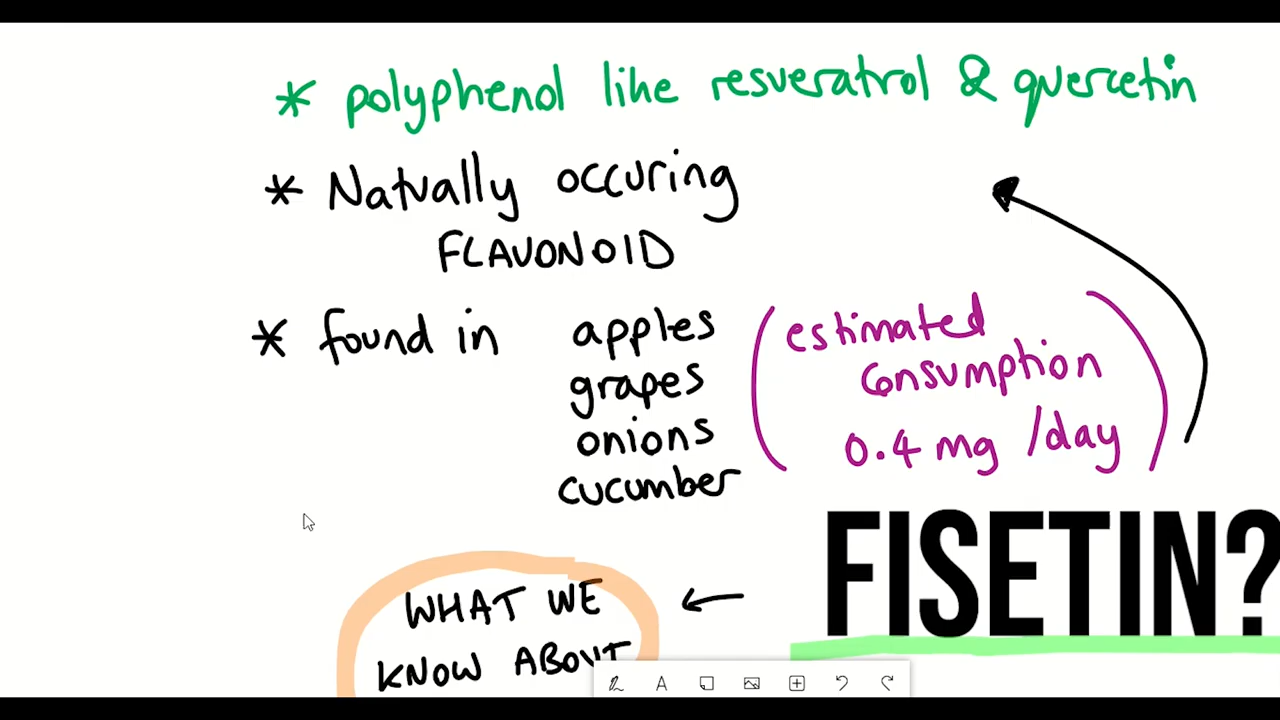 * polyphenol like resveratrol & quercetin
* Natually occuring
FLAVONOID
* found in apples
grapes
onions
cucumber
(estimated
consumption
0.4 mg /day)
FISETIN?
WHAT WE
KNOW ABOUT
A